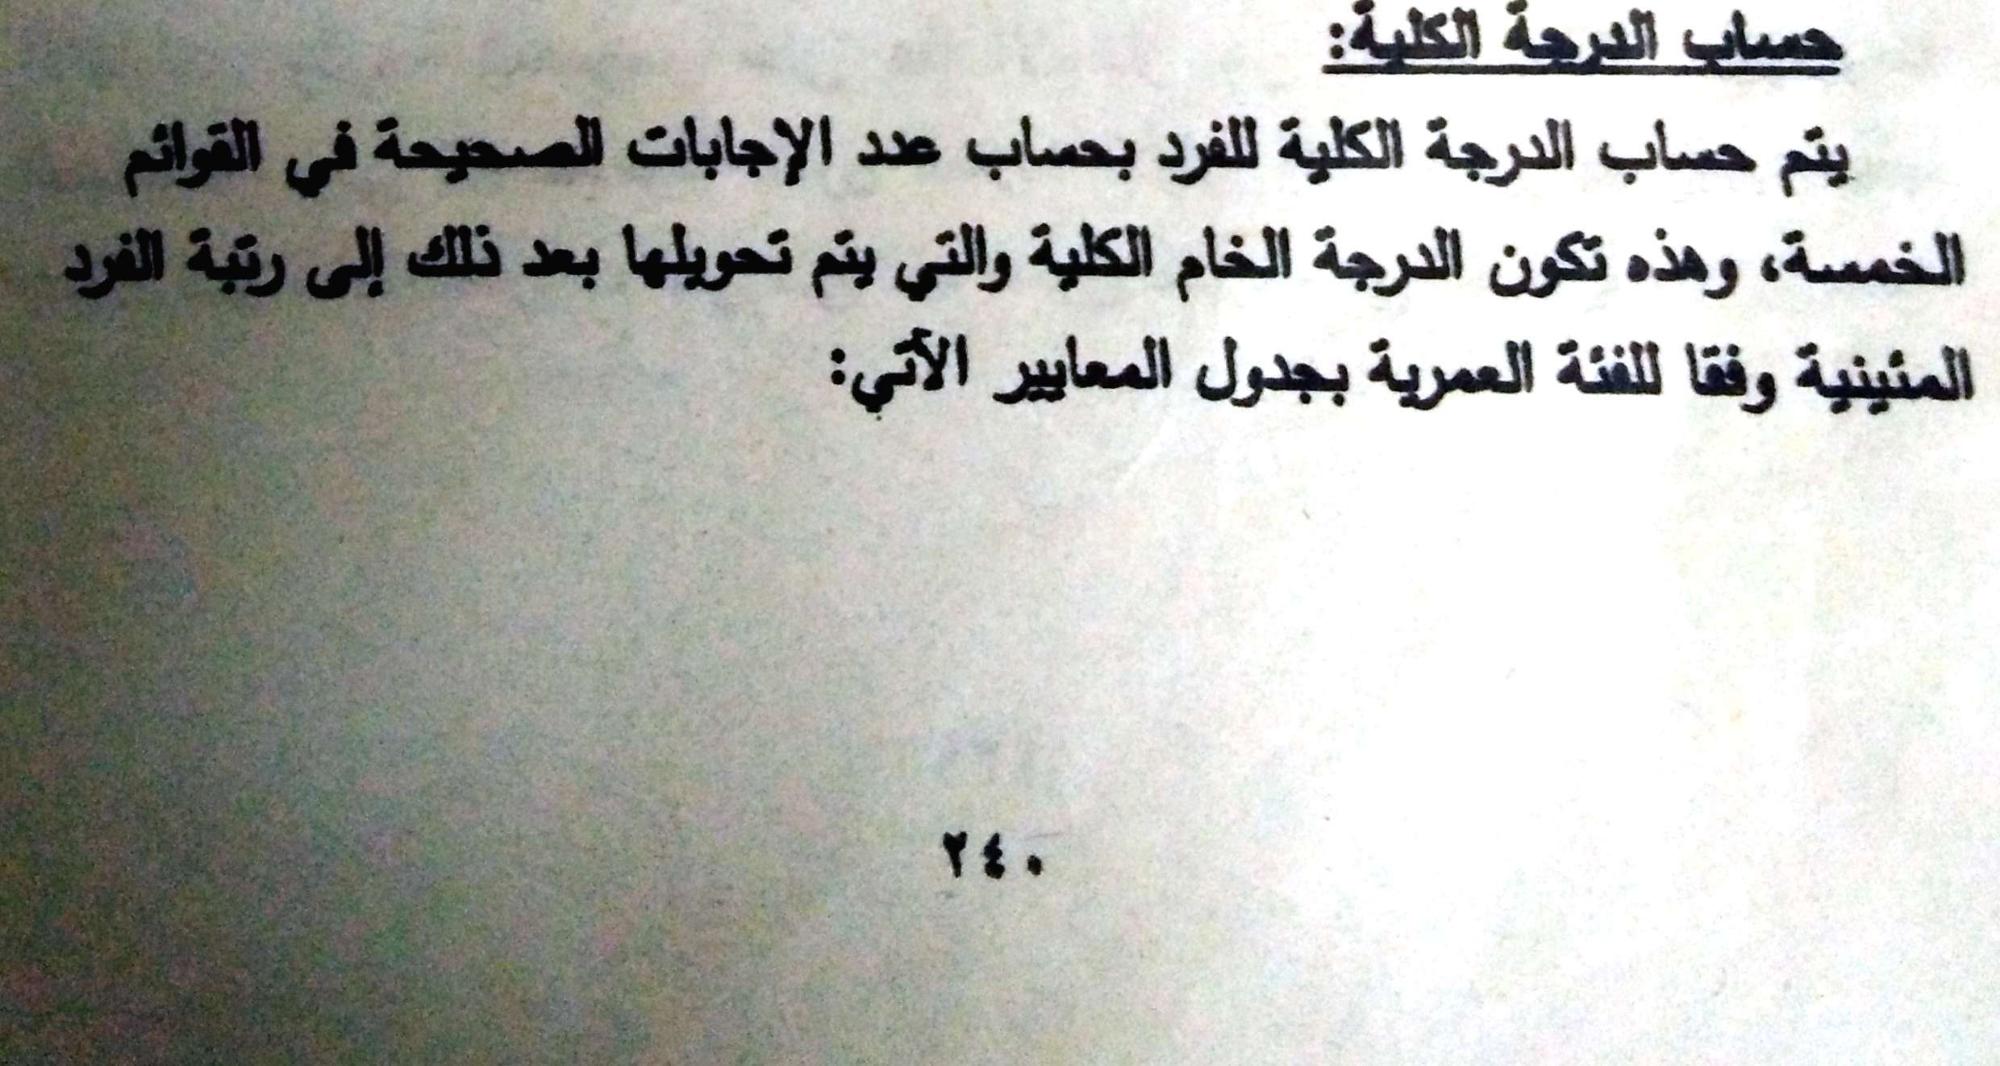 حساب الدرجة الكلية:
يتم حساب الدرجة الكلية للفرد بحساب عدد الإجابات الصحيحة في القوائم
الخمسة، وهذه تكون الدرجة الخام الكلية والتي يتم تحويلها بعد ذلك إلى رتبة الفرد
المئينية وفقا للفئة العمرية بجدول المعايير الآتي:
٢٤٠